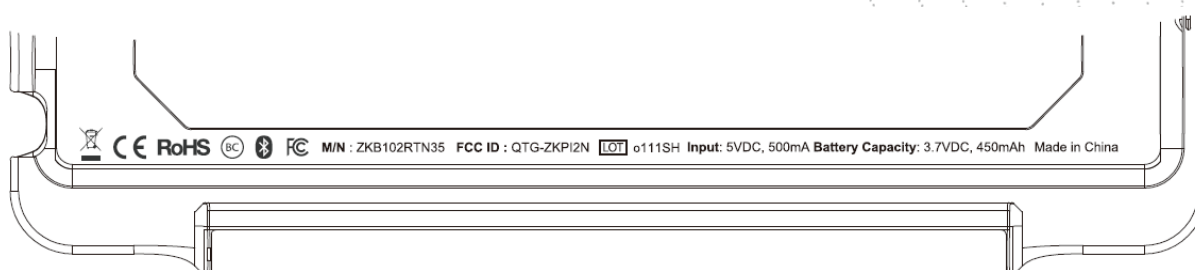 CE RoHS BC FC M/N : ZKB102RTN35 FCC ID : QTG-ZKPI2N LOT o111SH Input: 5VDC, 500mA Battery Capacity: 3.7VDC, 450mAh Made in China